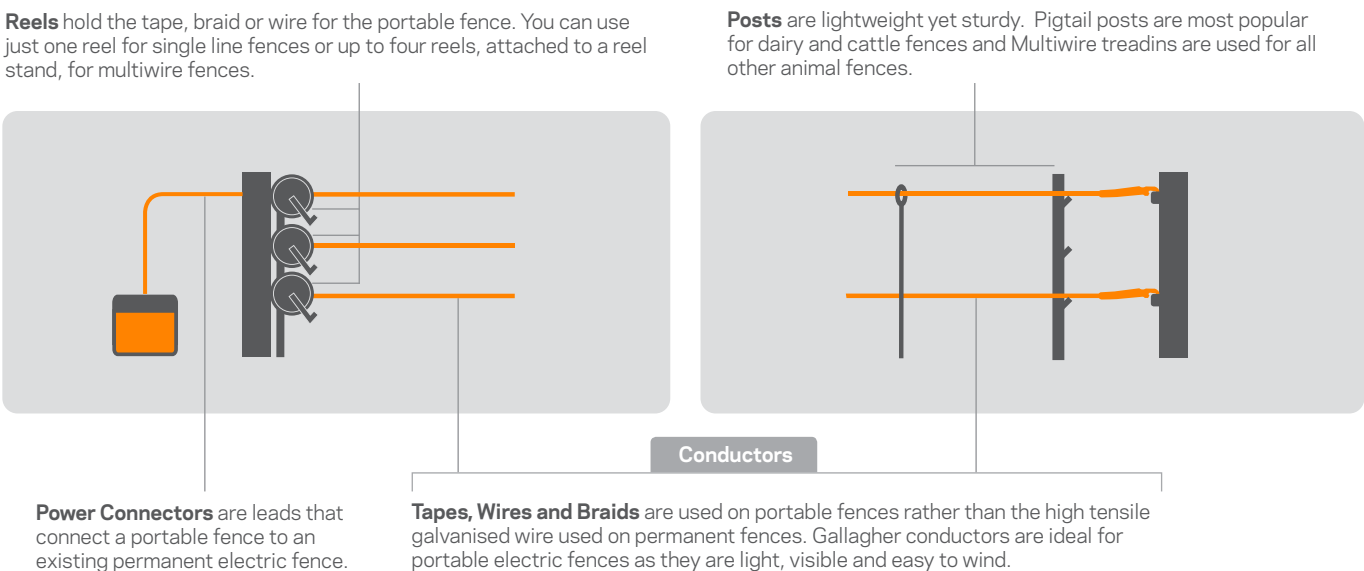 Reels hold the tape, braid or wire for the portable fence. You can use
just one reel for single line fences or up to four reels, attached to a reel
stand, for multiwire fences.
Posts are lightweight yet sturdy.  Pigtail posts are most popular
for dairy and cattle fences and Multiwire treadins are used for all
other animal fences.
Conductors
Power Connectors are leads that
connect a portable fence to an
existing permanent electric fence.
Tapes, Wires and Braids are used on portable fences rather than the high tensile
galvanised wire used on permanent fences. Gallagher conductors are ideal for
portable electric fences as they are light, visible and easy to wind.